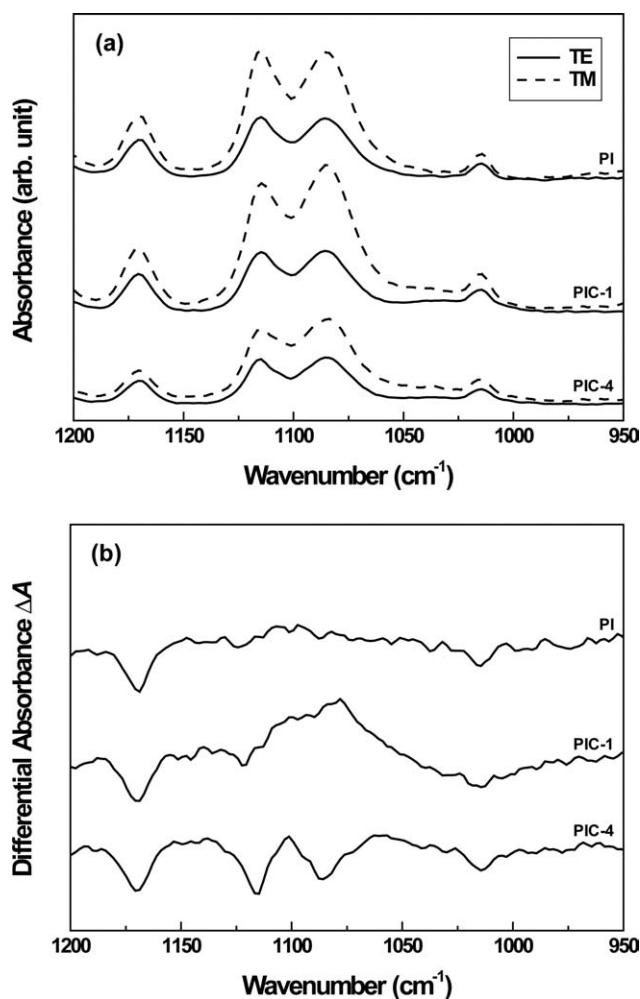 (a)
TE
TM
PI
PIC-1
PIC-4
Absorbance (arb. unit)
1200 1150 1100 1050 1000 950
Wavenumber (cm⁻¹)
(b)
PI
PIC-1
PIC-4
Differential Absorbance ΔA
1200 1150 1100 1050 1000 950
Wavenumber (cm⁻¹)